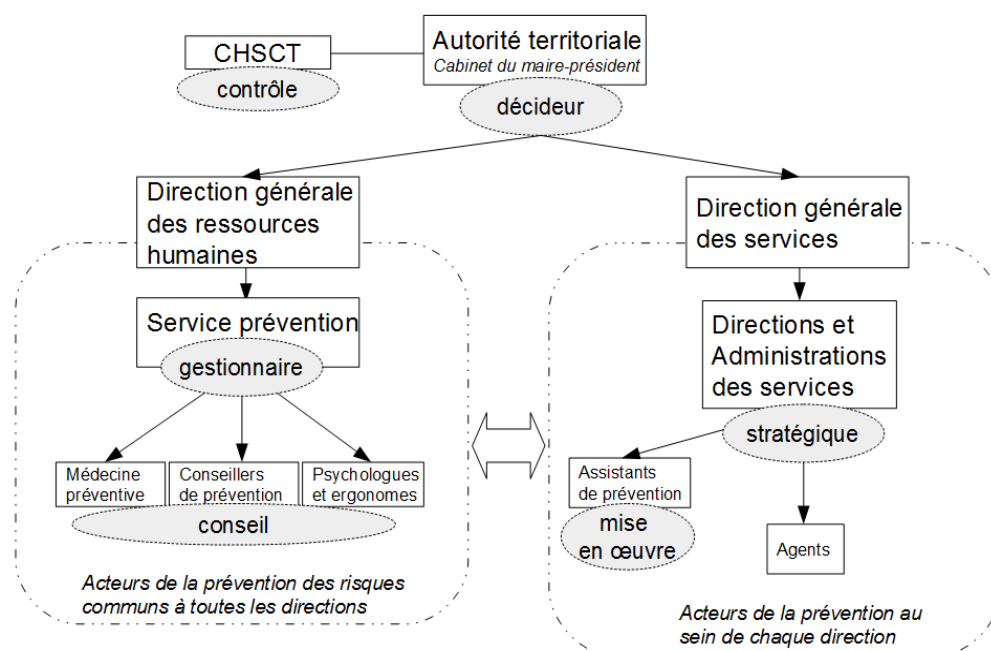 CHSCT
contrôle
Autorité territoriale
Cabinet du maire-président
décideur
Direction générale
des ressources
humaines
Service prévention
gestionnaire
Médecine
préventive
Conseillers
de prévention
Psychologues
et ergonomes
conseil
Acteurs de la prévention des risques
communs à toutes les directions
Direction générale
des services
Directions et
Administrations
des services
stratégique
Assistants
de prévention
mise
en œuvre
Agents
Acteurs de la prévention au
sein de chaque direction